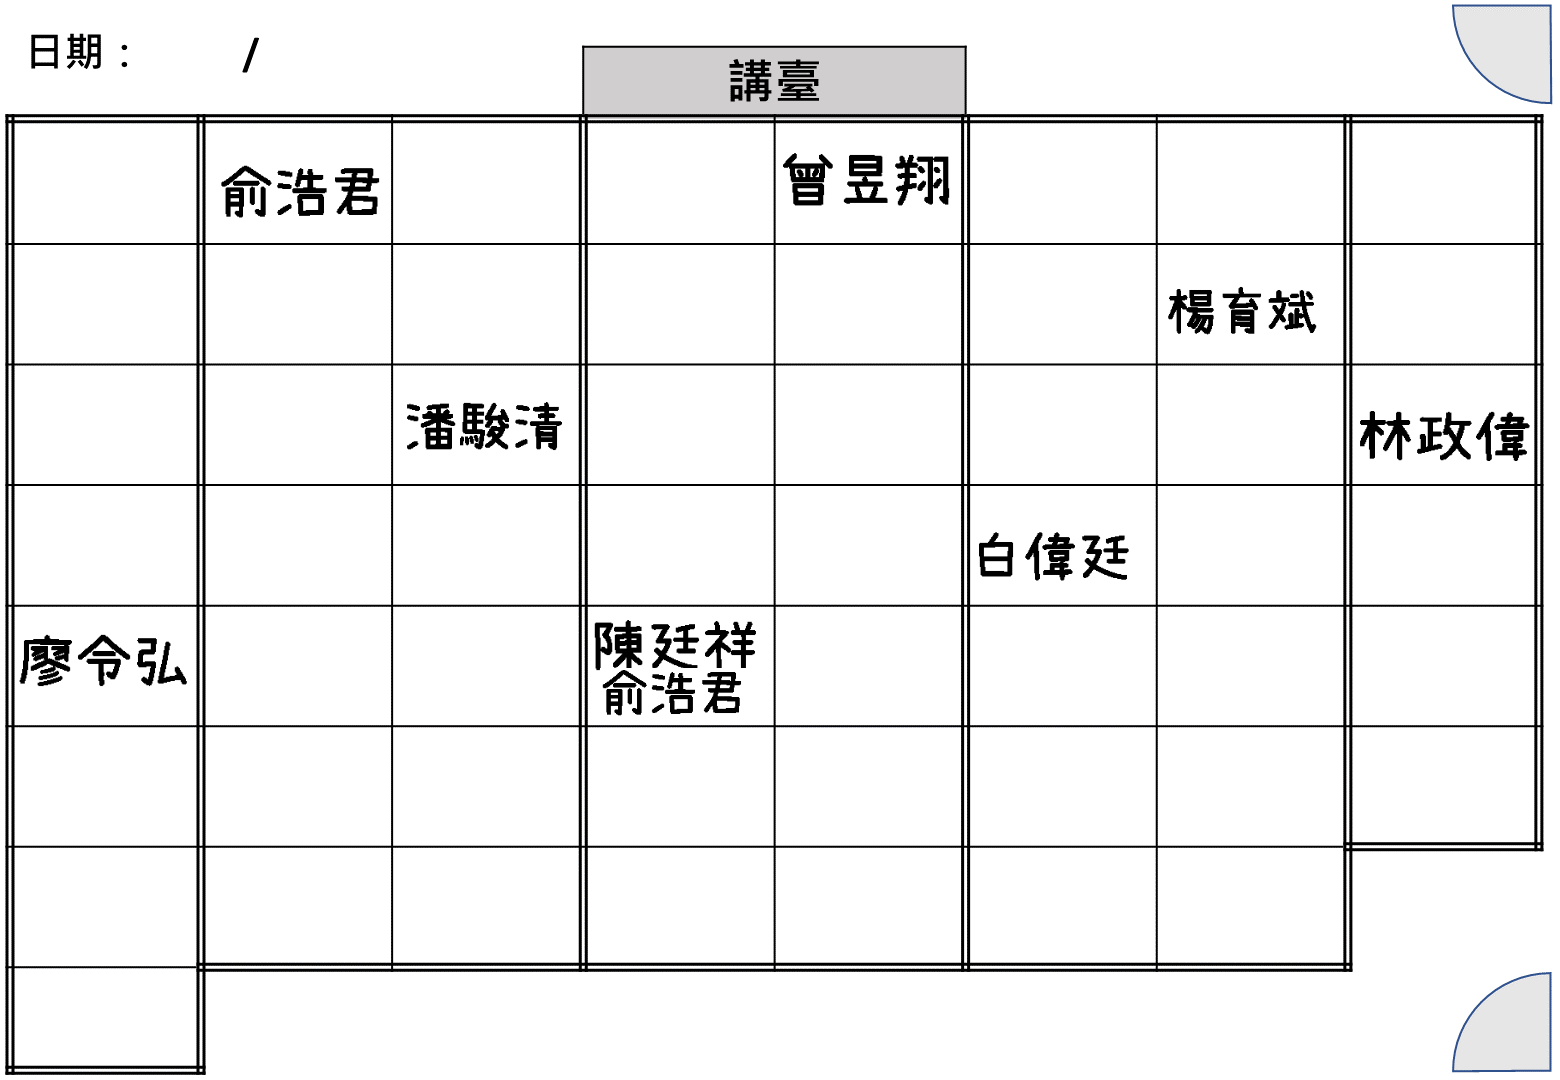 日期： /
講臺
俞浩君
曾昱翔
楊育斌
潘駿清
林政偉
白偉廷
廖令弘
陳廷祥
俞浩君